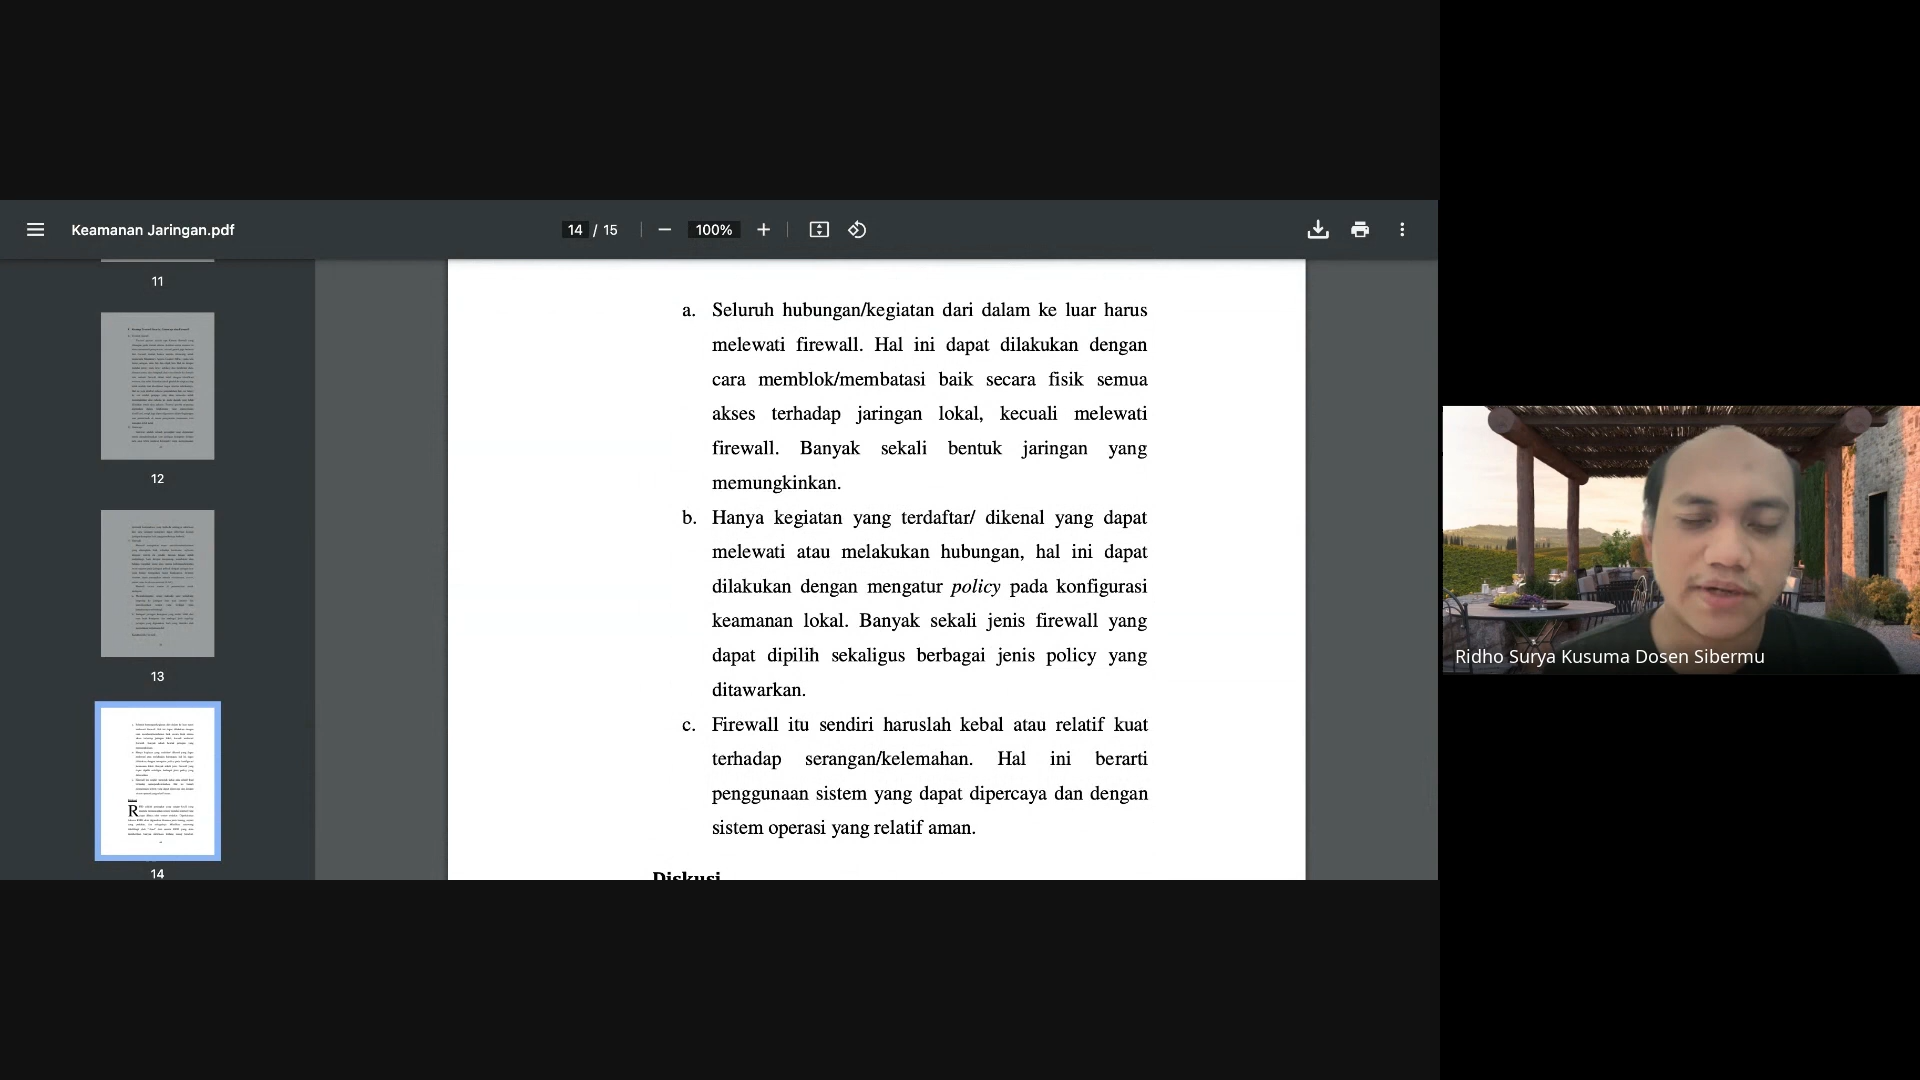 Keamanan Jaringan.pdf
14 / 15
100%
11
12
13
14
a. Seluruh hubungan/kegiatan dari dalam ke luar harus
melewati firewall. Hal ini dapat dilakukan dengan
cara memblok/membatasi baik secara fisik semua
akses terhadap jaringan lokal, kecuali melewati
firewall. Banyak sekali bentuk jaringan yang
memungkinkan.
b. Hanya kegiatan yang terdaftar/ dikenal yang dapat
melewati atau melakukan hubungan, hal ini dapat
dilakukan dengan mengatur policy pada konfigurasi
keamanan lokal. Banyak sekali jenis firewall yang
dapat dipilih sekaligus berbagai jenis policy yang
ditawarkan.
c. Firewall itu sendiri haruslah kebal atau relatif kuat
terhadap serangan/kelemahan. Hal ini berarti
penggunaan sistem yang dapat dipercaya dan dengan
sistem operasi yang relatif aman.
Diskusi
Ridho Surya Kusuma Dosen Sibermu